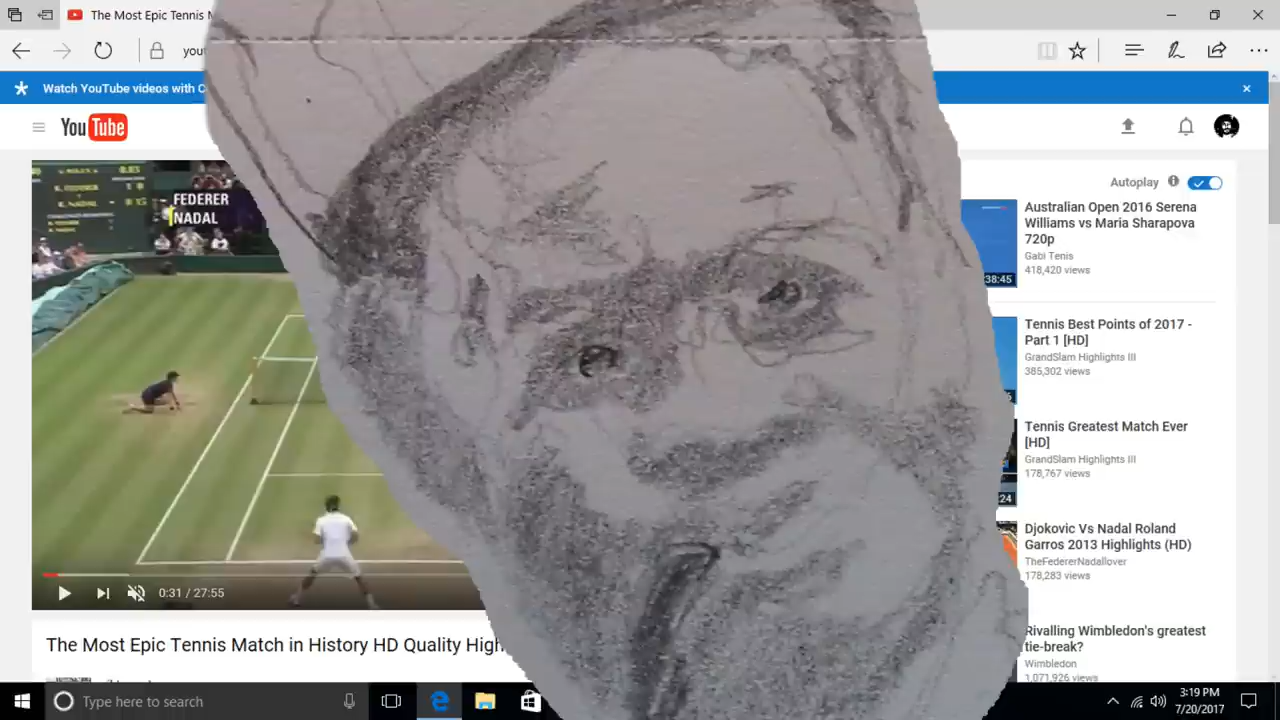 The Most Epic Tennis M
Watch YouTube videos with C
YouTube
FEDERER
NADAL
0:31 / 27:55
The Most Epic Tennis Match in History HD Quality High
Autoplay
Australian Open 2016 Serena
Williams vs Maria Sharapova
720p
Gabi Tenis
418,420 views
38:45
Tennis Best Points of 2017 -
Part 1 [HD]
GrandSlam Highlights III
385,302 views
Tennis Greatest Match Ever
[HD]
GrandSlam Highlights III
178,767 views
24
Djokovic Vs Nadal Roland
Garros 2013 Highlights (HD)
TheFedererNadallover
178,283 views
Rivalling Wimbledon's greatest
tie-break?
Wimbledon
1,071,926 views
Type here to search
3:19 PM
7/20/2017